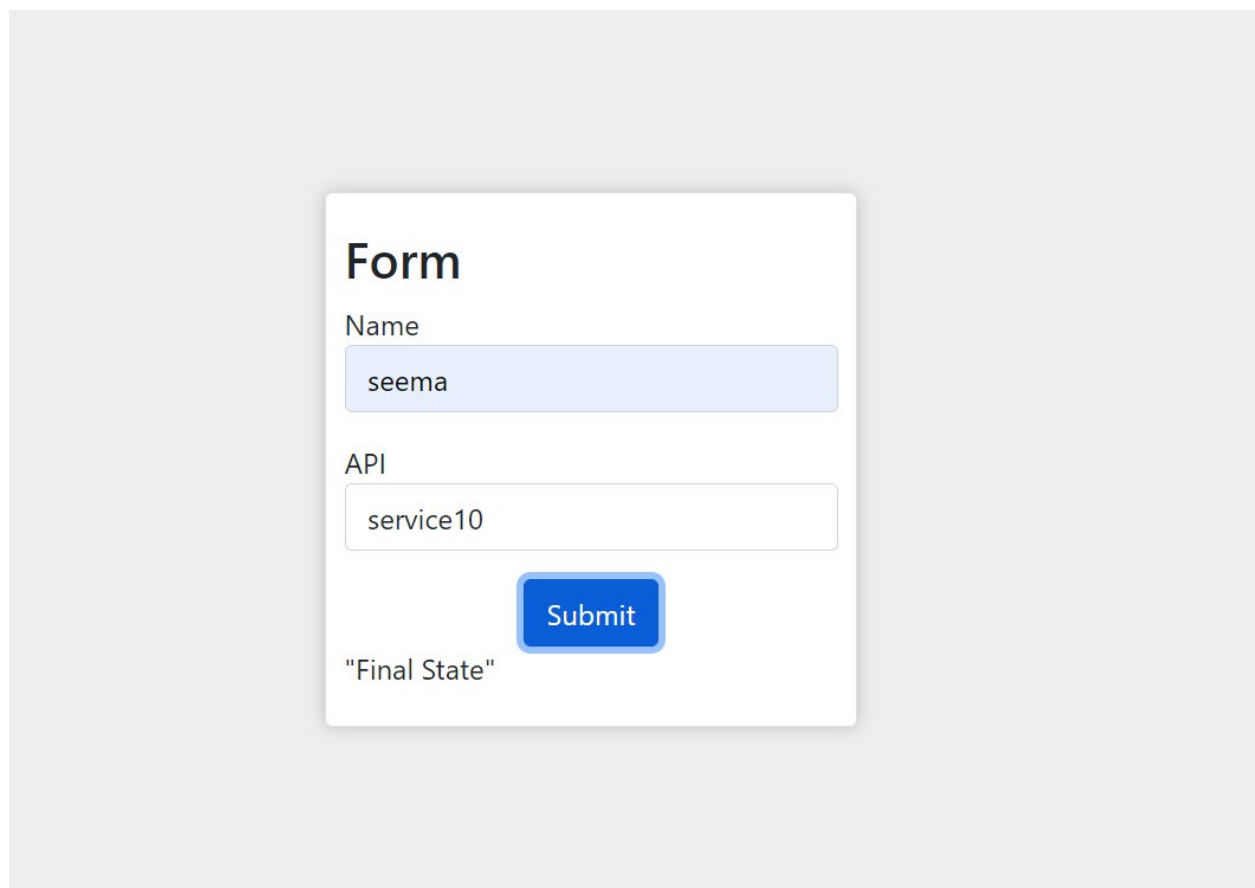 Form
Name
seema
API
service10
Submit
"Final State"